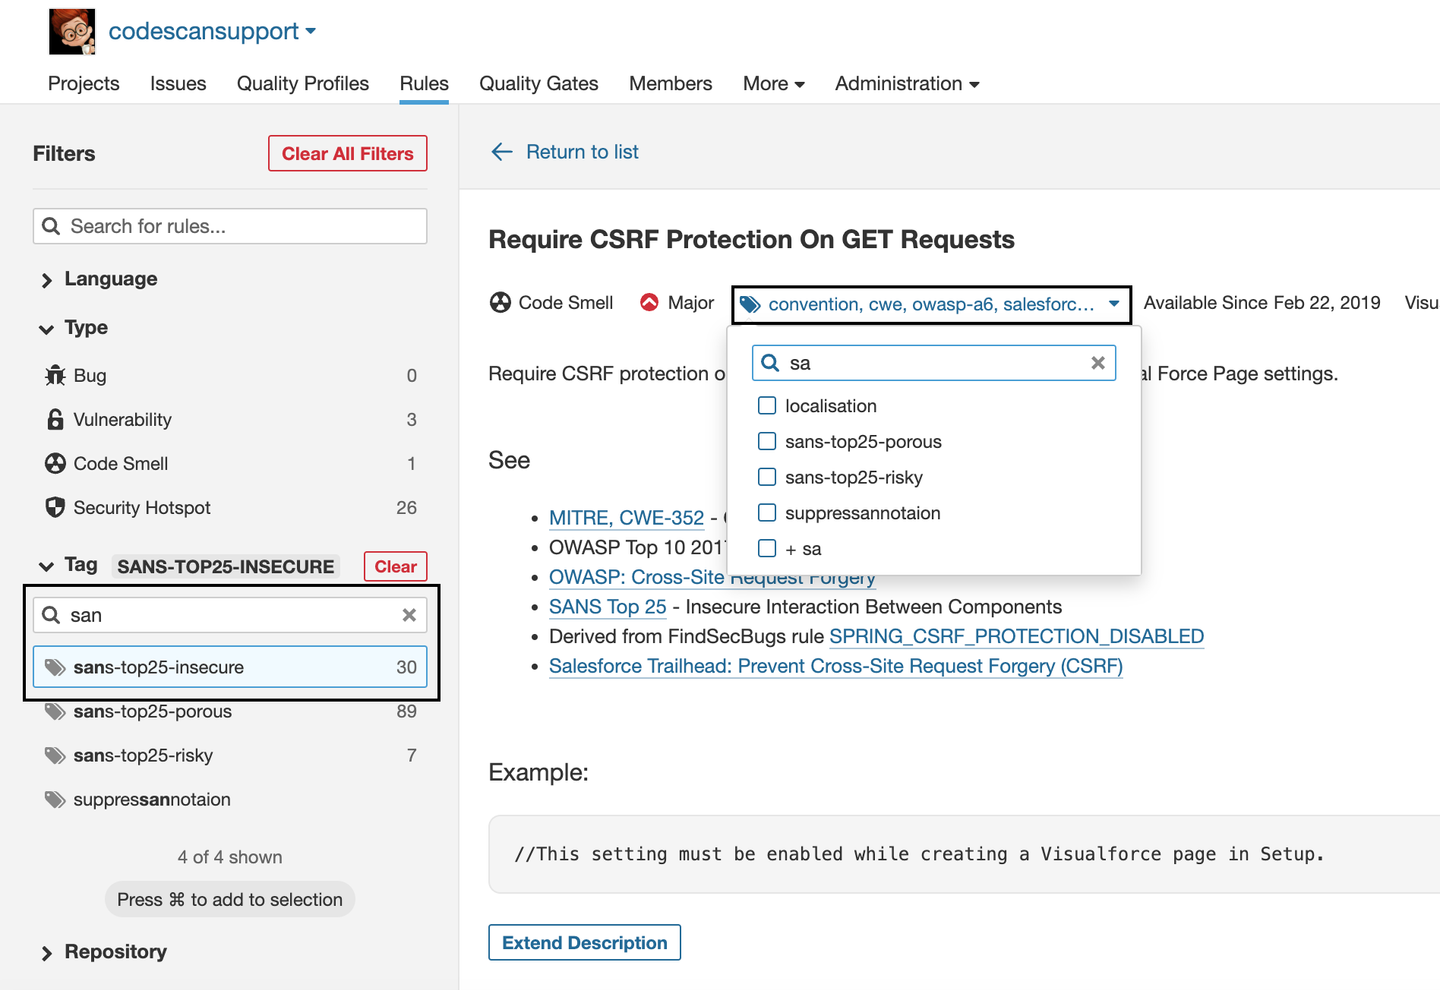 codescansupport
Projects Issues Quality Profiles Rules Quality Gates Members More Administration
Filters
Clear All Filters
Search for rules...
Language
Type
Bug 0
Vulnerability 3
Code Smell 1
Security Hotspot 26
Tag SANS-TOP25-INSECURE Clear
san
sans-top25-insecure 30
sans-top25-porous 89
sans-top25-risky 7
suppressannotaion
4 of 4 shown
Press ⌘ to add to selection
Repository
Return to list
Require CSRF Protection On GET Requests
Code Smell Major convention, cwe, owasp-a6, salesforc... Available Since Feb 22, 2019 Visu
sa
localisation
sans-top25-porous
sans-top25-risky
suppressannotaion
+ sa
Require CSRF protection o al Force Page settings.
See
• MITRE, CWE-352 -
• OWASP Top 10 201
• OWASP: Cross-Site Request Forgery
• SANS Top 25 - Insecure Interaction Between Components
• Derived from FindSecBugs rule SPRING_CSRF_PROTECTION_DISABLED
• Salesforce Trailhead: Prevent Cross-Site Request Forgery (CSRF)
Example:
//This setting must be enabled while creating a Visualforce page in Setup.
Extend Description